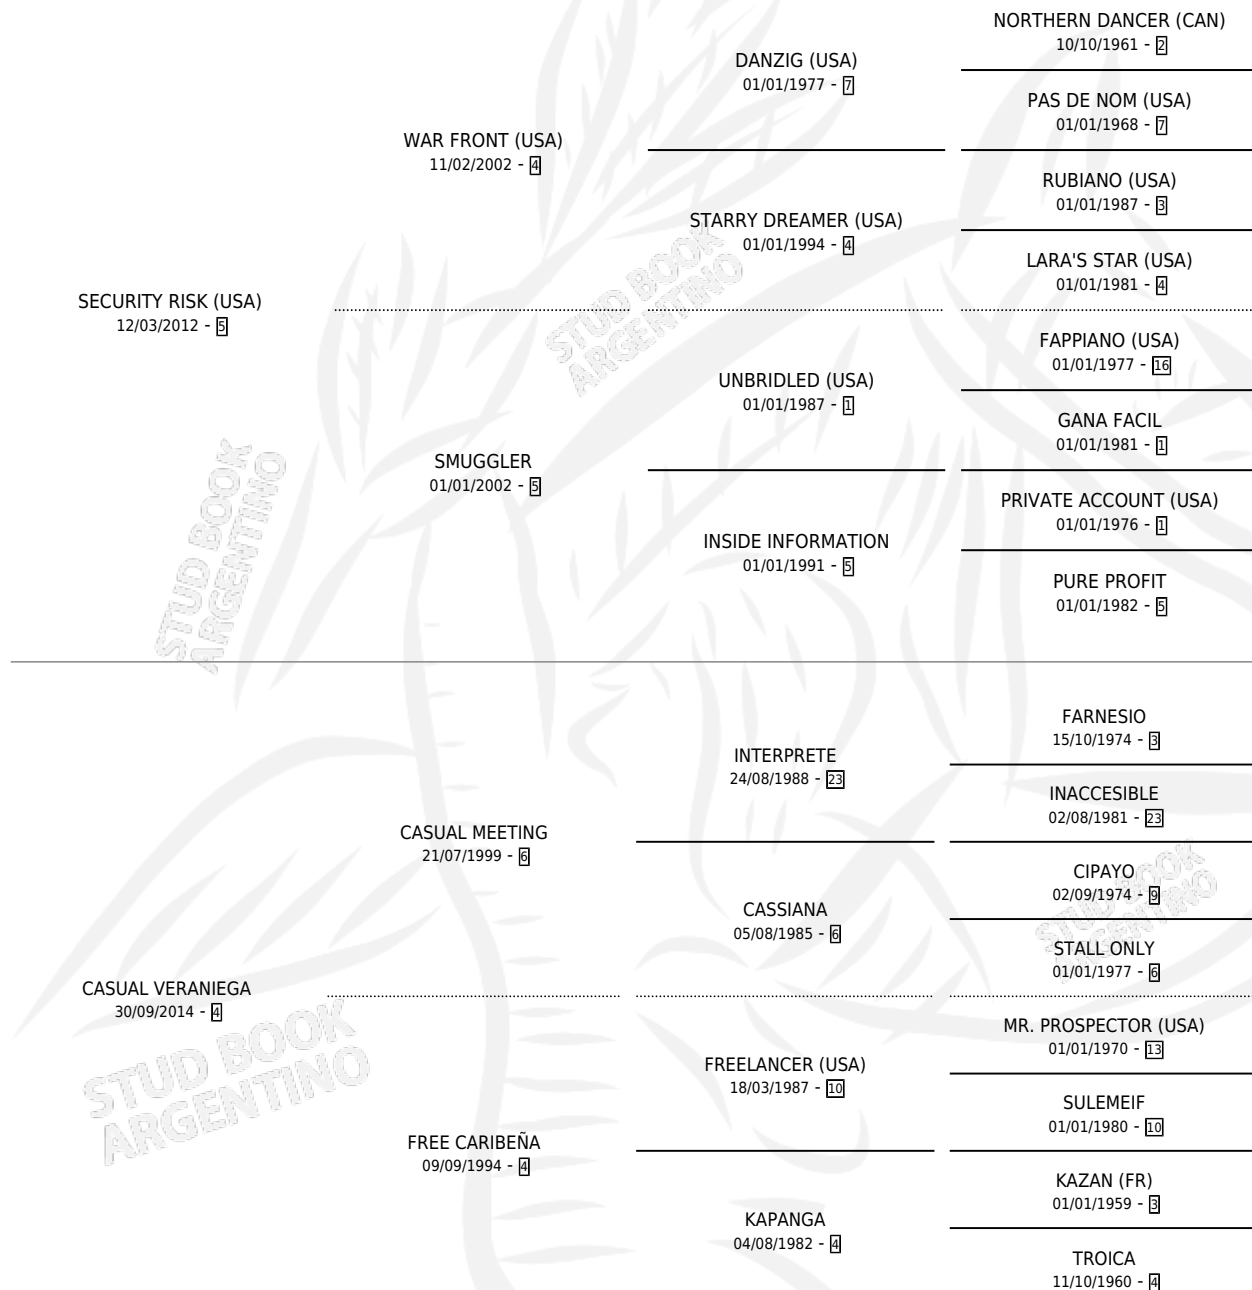 NORTHERN DANCER (CAN)
10/10/1961 - 2
DANZIG (USA)
01/01/1977 - 7
PAS DE NOM (USA)
01/01/1968 - 7
WAR FRONT (USA)
11/02/2002 - 4
RUBIANO (USA)
01/01/1987 - 3
STARRY DREAMER (USA)
01/01/1994 - 4
LARA'S STAR (USA)
01/01/1981 - 4
SECURITY RISK (USA)
12/03/2012 - 5
FAPPIANO (USA)
01/01/1977 - 16
UNBRIDLED (USA)
01/01/1987 - 1
GANA FACIL
01/01/1981 - 1
SMUGGLER
01/01/2002 - 5
PRIVATE ACCOUNT (USA)
01/01/1976 - 1
INSIDE INFORMATION
01/01/1991 - 5
PURE PROFIT
01/01/1982 - 5
STUD BOOK
ARGENTINO
STUD BOOK
ARGENTINO
FARNESIO
15/10/1974 - 3
INTERPRETE
24/08/1988 - 23
INACCESIBLE
02/08/1981 - 23
CASUAL MEETING
21/07/1999 - 6
CIPAYO
02/09/1974 - 9
CASSIANA
05/08/1985 - 6
STALL ONLY
01/01/1977 - 6
CASUAL VERANIEGA
30/09/2014 - 4
MR. PROSPECTOR (USA)
01/01/1970 - 13
FREELANCER (USA)
18/03/1987 - 10
SULEMEIF
01/01/1980 - 10
FREE CARIBEÑA
09/09/1994 - 4
KAZAN (FR)
01/01/1959 - 3
KAPANGA
04/08/1982 - 4
TROICA
11/10/1960 - 4
STUD BOOK
ARGENTINO
STUD BOOK
ARGENTINO